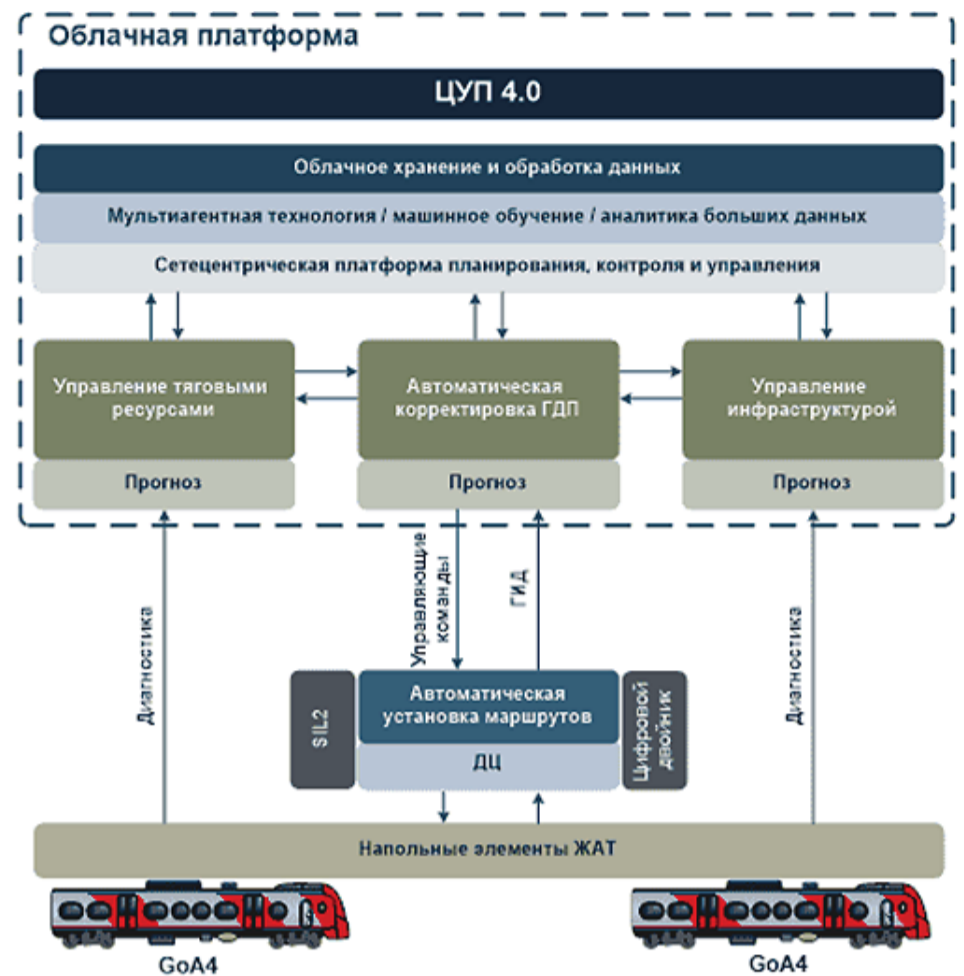 Облачная платформа
ЦУП 4.0
Облачное хранение и обработка данных
Мультиагентная технология / машинное обучение / аналитика больших данных
Сетецентрическая платформа планирования, контроля и управления
Управление тяговыми
ресурсами
Автоматическая
корректировка ГДП
Управление
инфраструктурой
Прогноз
Прогноз
Прогноз
Диагностика
Управляющие
команды
ГИД
Диагностика
SIL2
Автоматическая
установка маршрутов
ДЦ
Цифровой
двойник
Напольные элементы ЖАТ
GoA4
GoA4